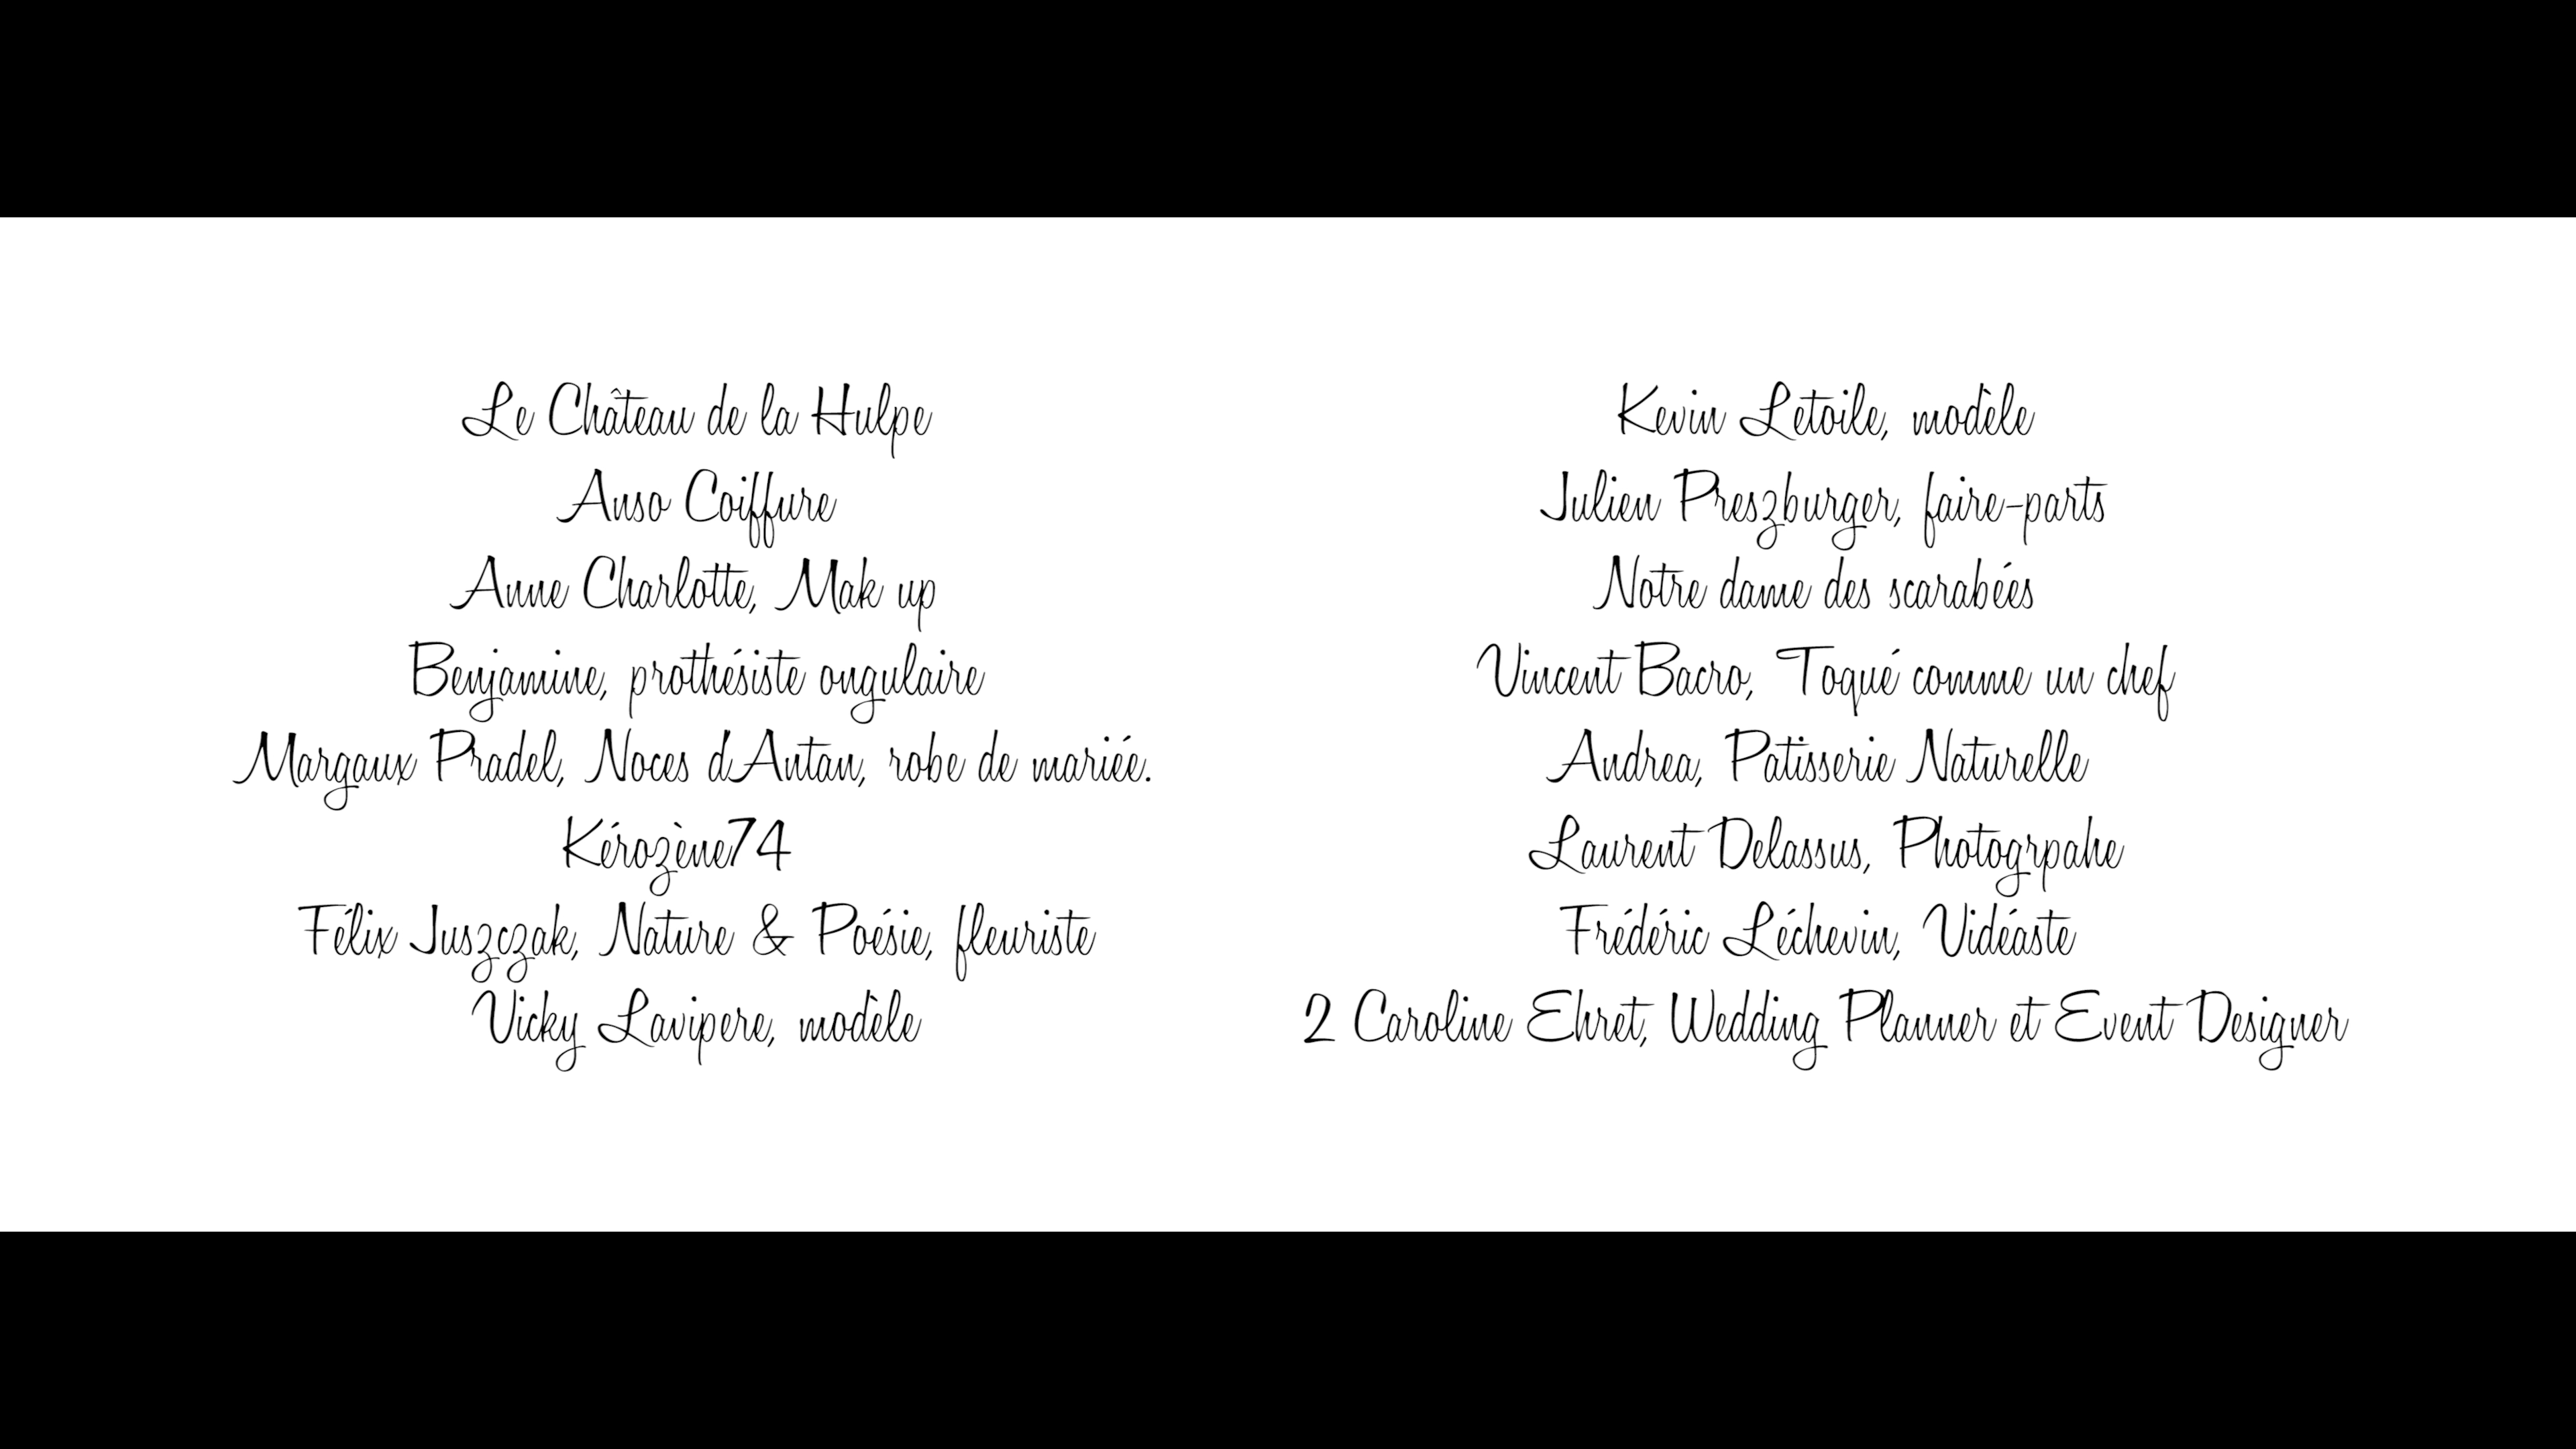 Le Château de la Hulpe
Anso Coiffure
Anne Charlotte, Mak up
Benjamine, prothésiste ongulaire
Margaux Pradel, Noces d'Antan, robe de mariée.
Kérozène74
Félix Juszczak, Nature & Poésie, fleuriste
Vicky Lavipere, modèle
Kevin Letoile, modèle
Julien Preszburger, faire-parts
Notre dame des scarabées
Vincent Bacro, Toqué comme un chef
Andrea, Patisserie Naturelle
Laurent Delassus, Photogrpahe
Frédéric Léchevin, Vidéaste
2 Caroline Ehret, Wedding Planner et Event Designer